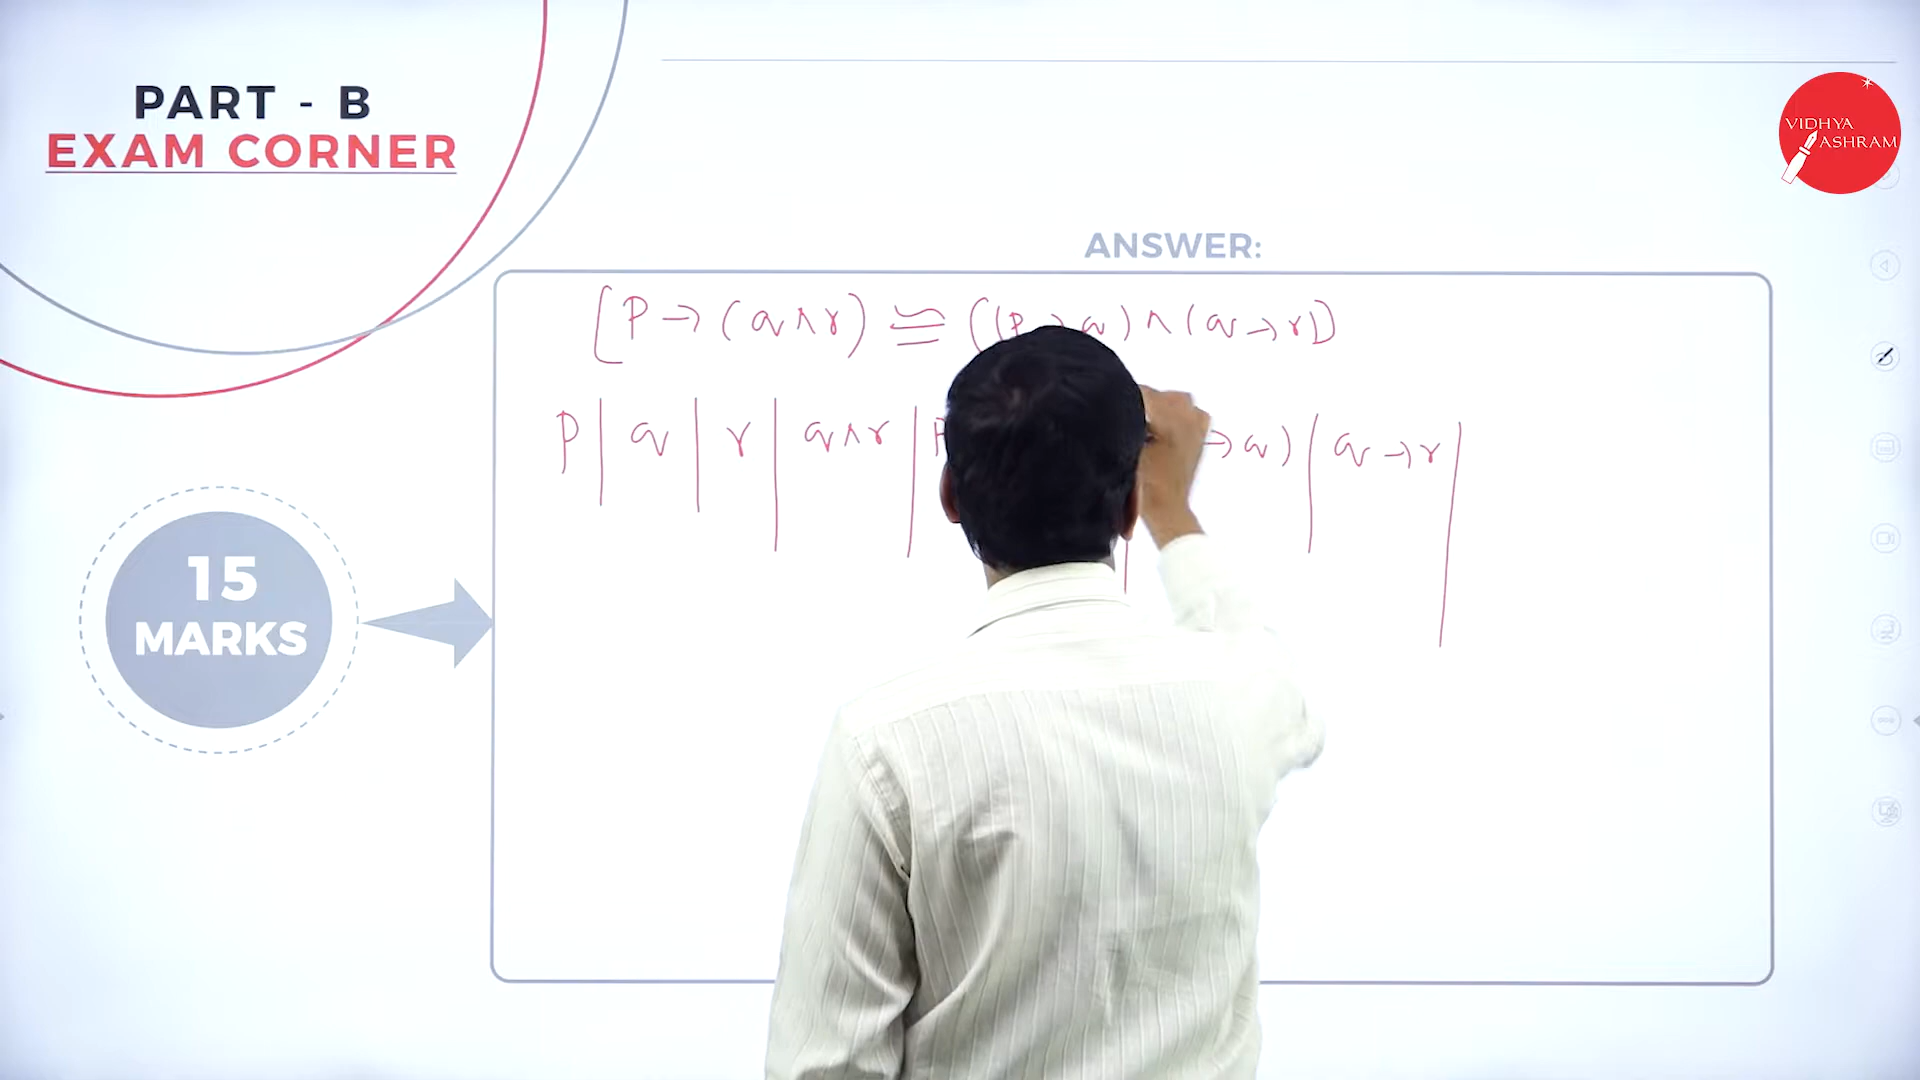 PART - B
EXAM CORNER
VIDHYA
ASHRAM
ANSWER:
[P → (q ∧ r) ≅ ((P → q) ∧ (q → r))
P | q | r | q ∧ r | P → q) | q → r |
15
MARKS